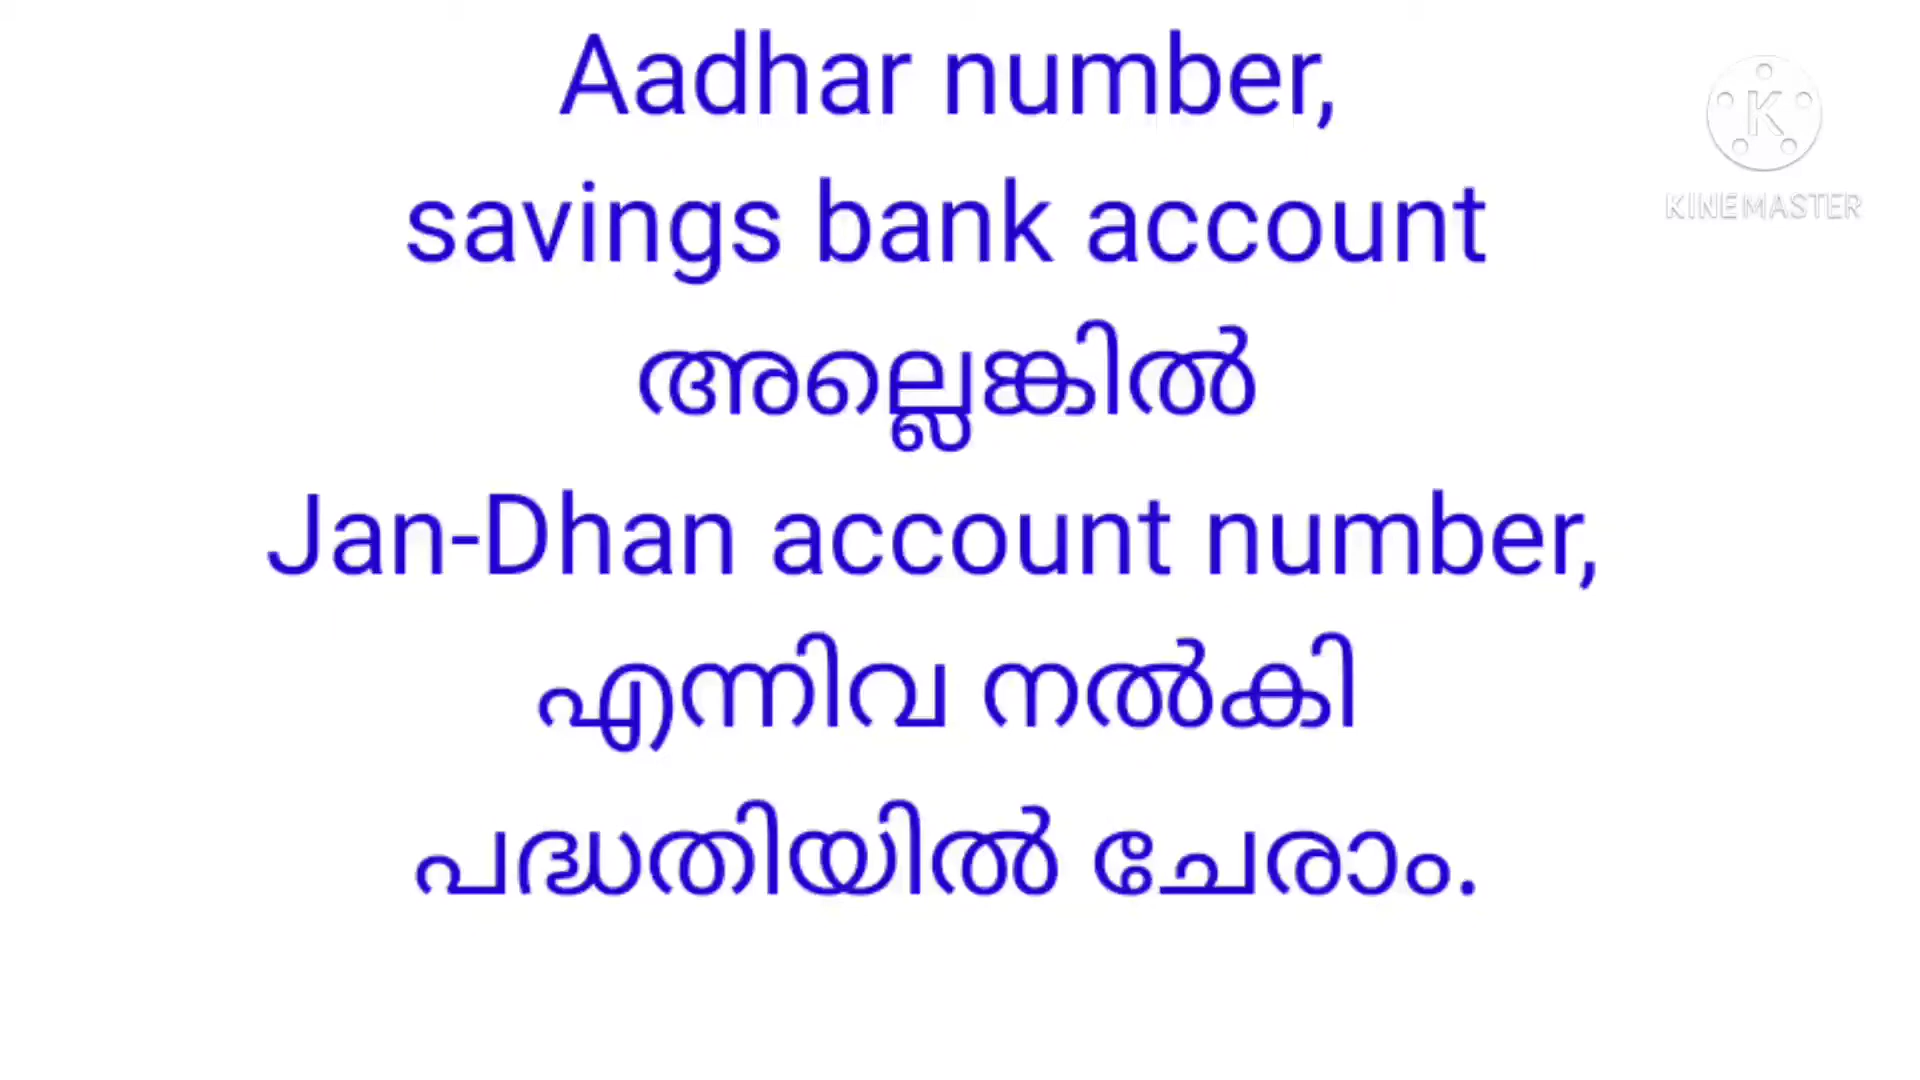 Aadhar number,
savings bank account
അല്ലെങ്കിൽ
Jan-Dhan account number,
എന്നിവ നൽകി
പദ്ധതിയിൽ ചേരാം.
K
KINEMASTER